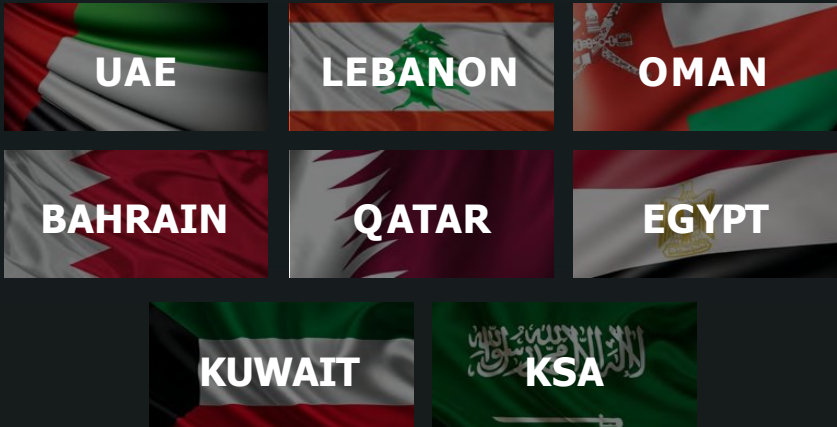 UAE
LEBANON
OMAN
BAHRAIN
QATAR
EGYPT
KUWAIT
KSA